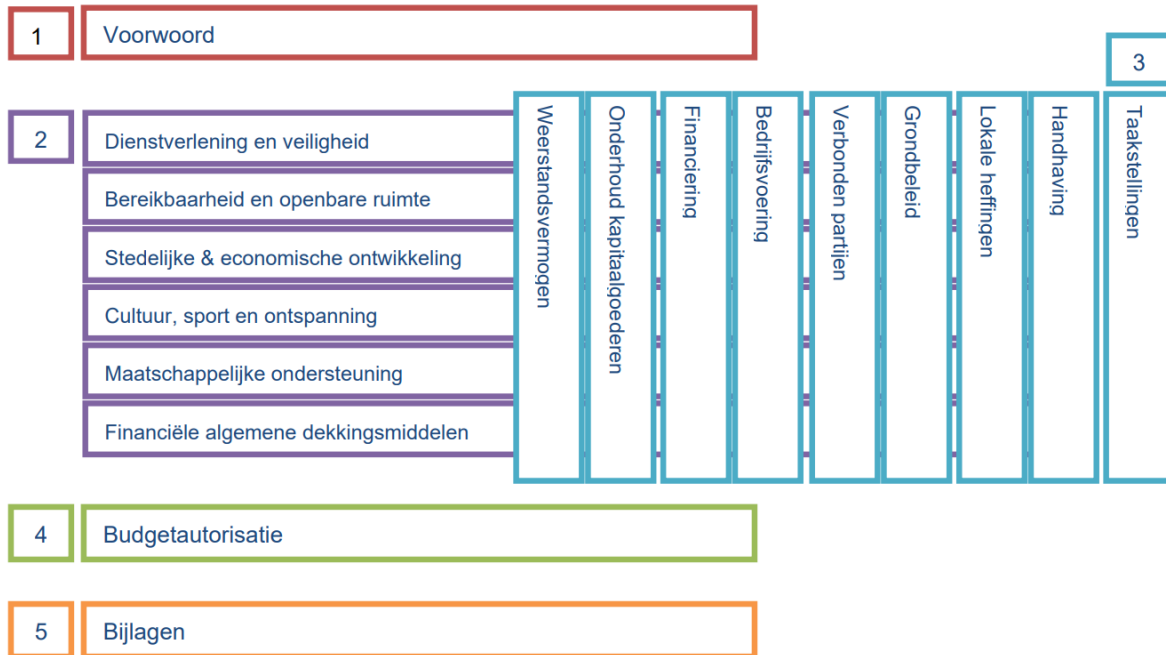 1
Voorwoord
3
2
Dienstverlening en veiligheid
Bereikbaarheid en openbare ruimte
Stedelijke & economische ontwikkeling
Cultuur, sport en ontspanning
Maatschappelijke ondersteuning
Financiële algemene dekkingsmiddelen
Weerstandsvermogen
Onderhoud kapitaalgoederen
Financiering
Bedrijfsvoering
Verbonden partijen
Grondbeleid
Lokale heffingen
Handhaving
Taakstellingen
4
Budgetautorisatie
5
Bijlagen